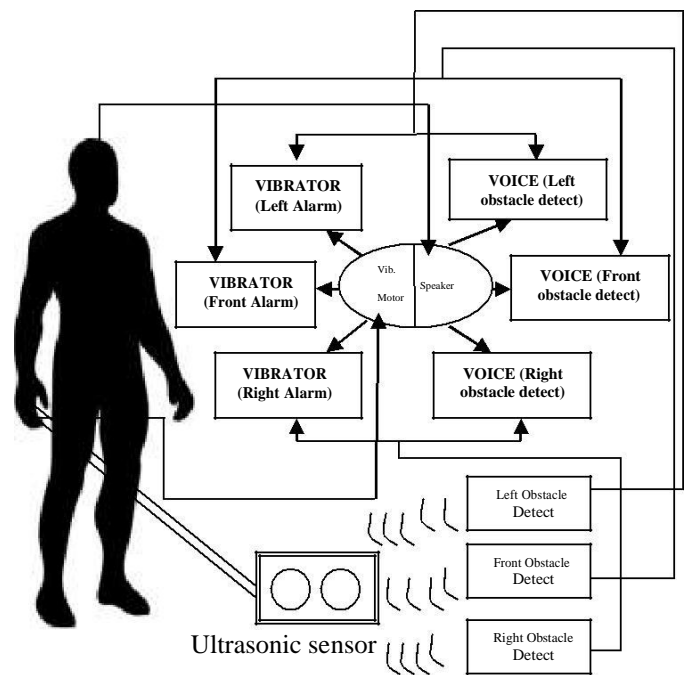 VIBRATOR
(Left Alarm)
VOICE (Left
obstacle detect)
VIBRATOR
(Front Alarm)
Vib.
Motor
Speaker
VOICE (Front
obstacle detect)
VIBRATOR
(Right Alarm)
VOICE (Right
obstacle detect)
Left Obstacle
Detect
Front Obstacle
Detect
Ultrasonic sensor
Right Obstacle
Detect